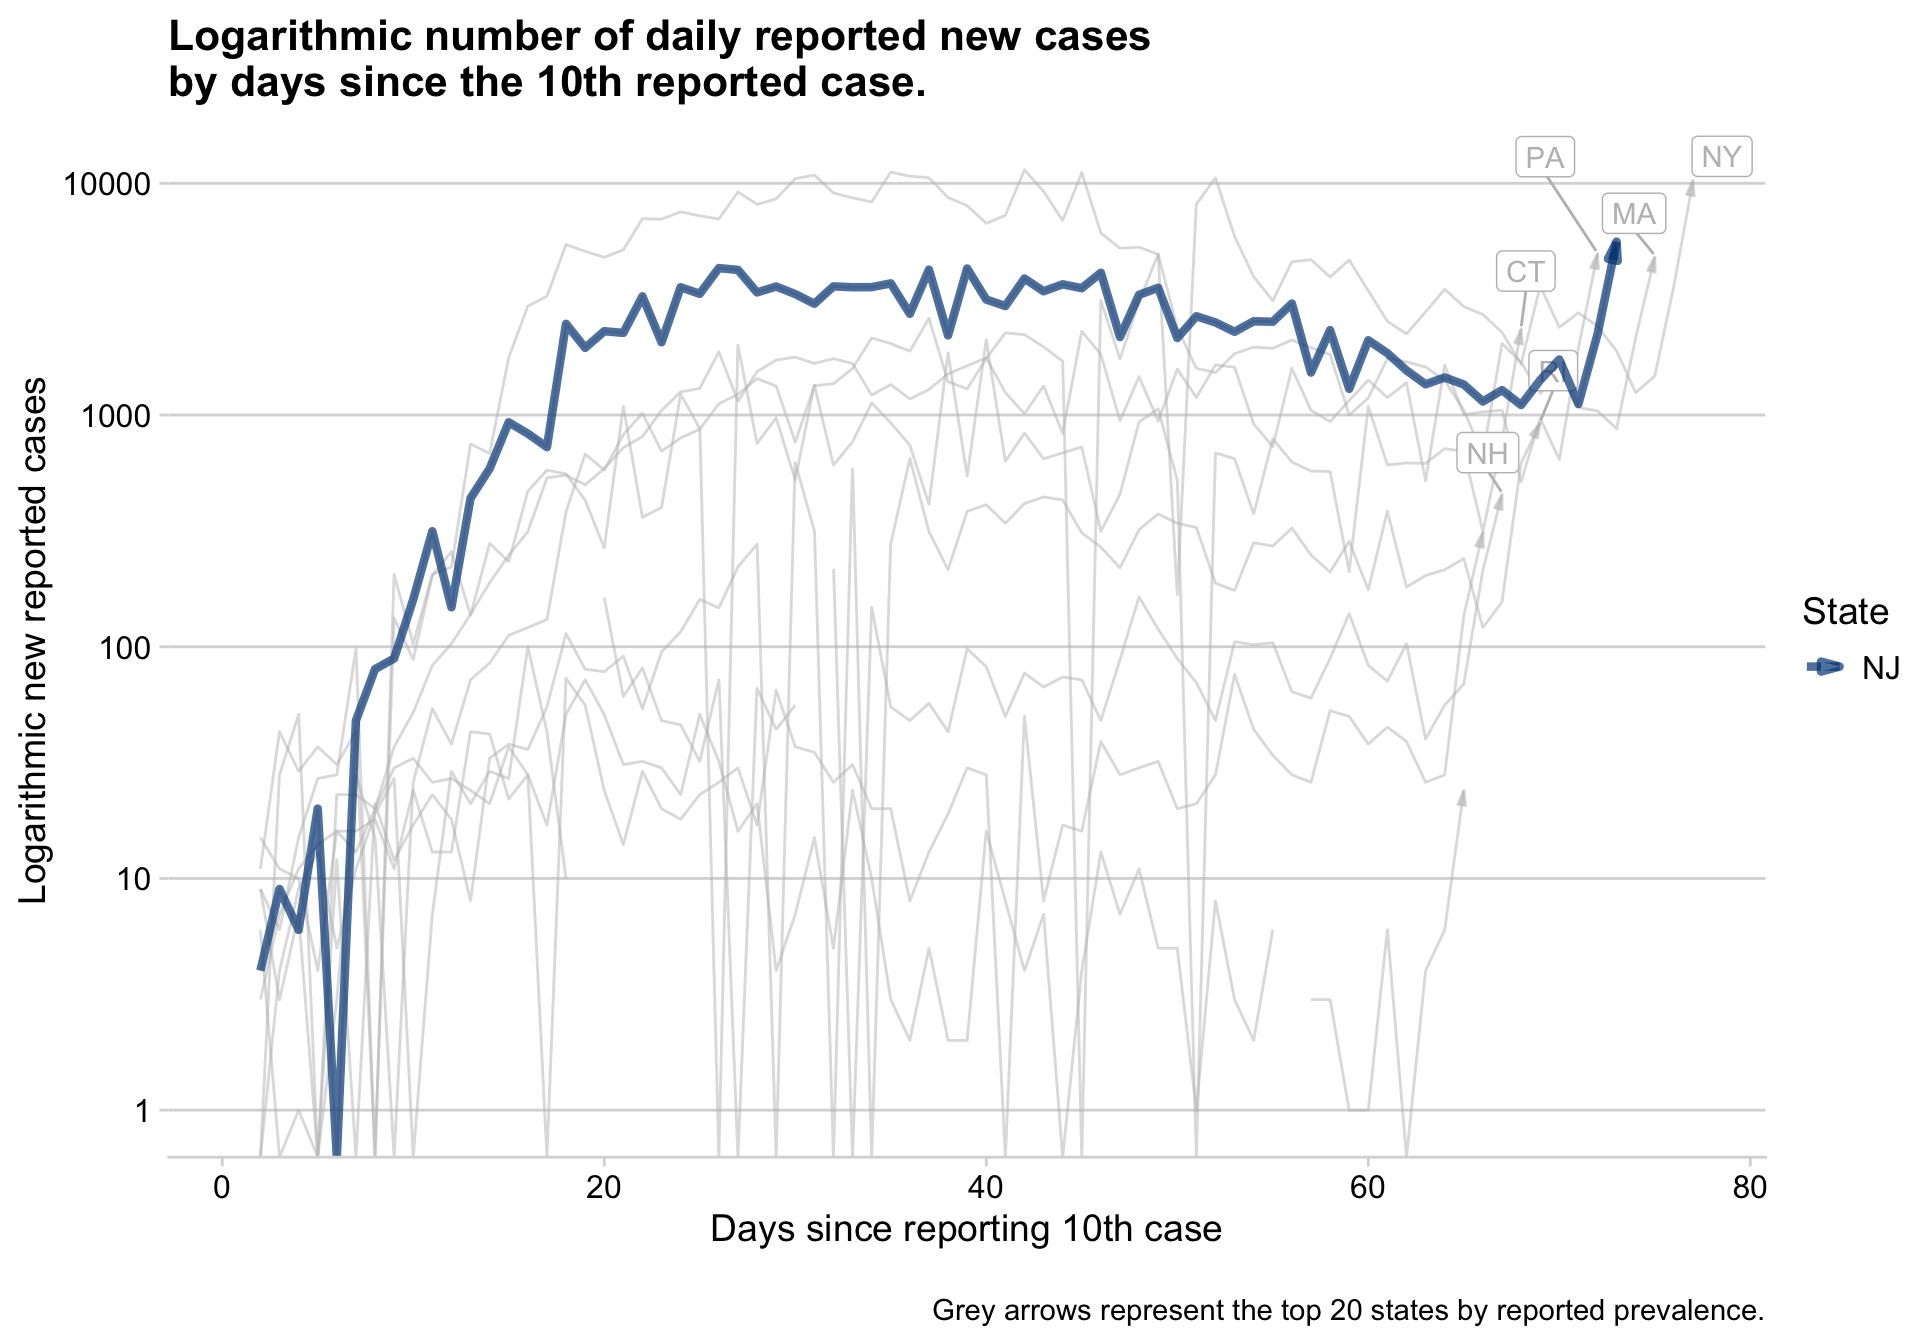 Logarithmic number of daily reported new cases
by days since the 10th reported case.
PA
NY
10000
MA
CT
1000
NH
Logarithmic new reported cases
State
NJ
100
10
1
0 20 40 60 80
Days since reporting 10th case
Grey arrows represent the top 20 states by reported prevalence.